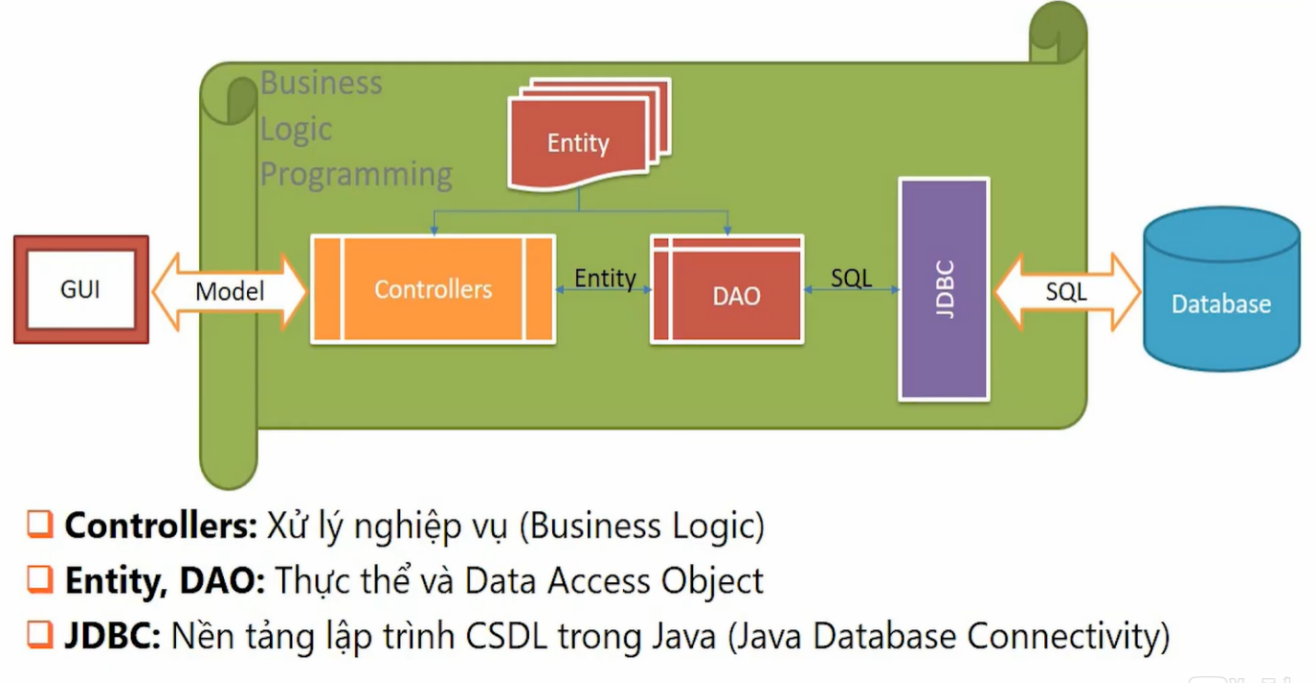 Business
Logic
Programming
Entity
GUI
Model
Controllers
Entity
DAO
SQL
JDBC
SQL
Database
Controllers: Xử lý nghiệp vụ (Business Logic)
Entity, DAO: Thực thể và Data Access Object
JDBC: Nền tảng lập trình CSDL trong Java (Java Database Connectivity)